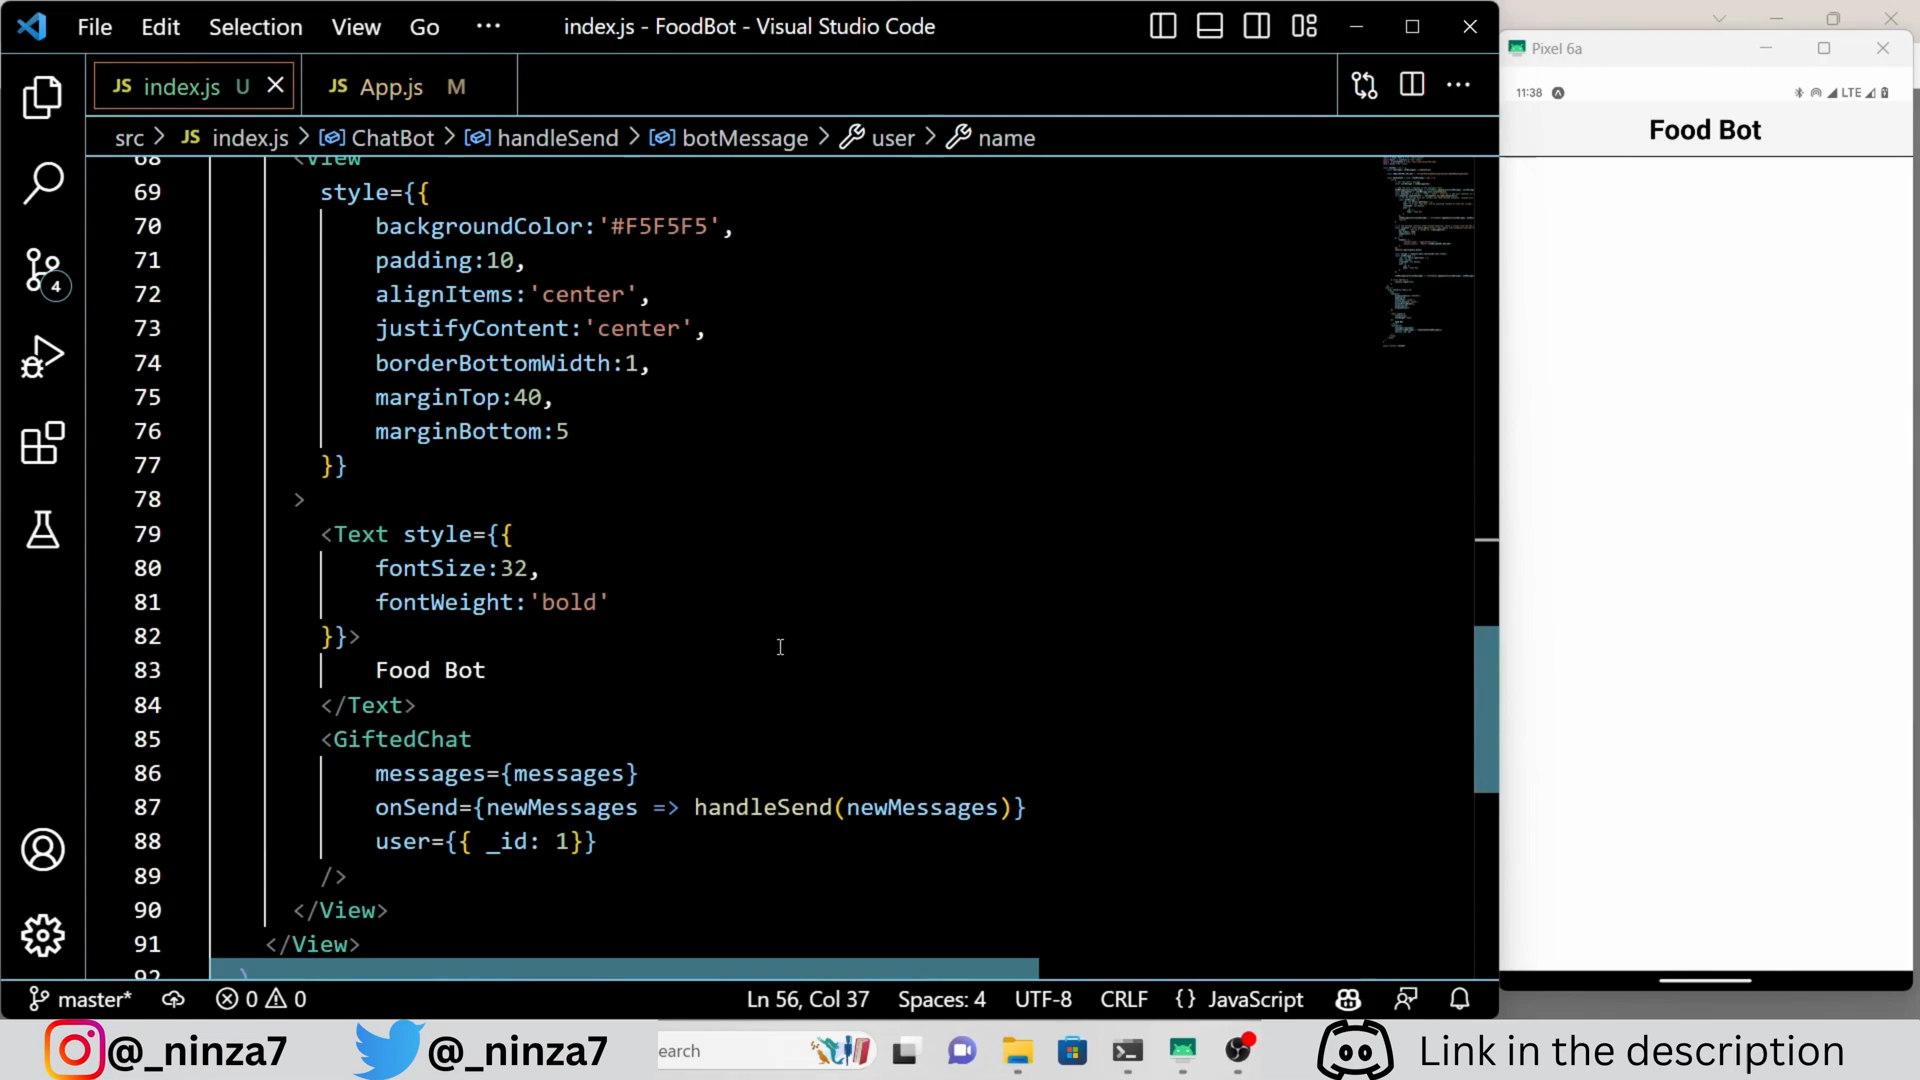 File Edit Selection View Go ··· index.js - FoodBot - Visual Studio Code
JS index.js U JS App.js M
src > JS index.js > ChatBot > handleSend > botMessage > user > name
68 <View
69 style={{
70 backgroundColor:'#F5F5F5',
71 padding:10,
72 alignItems:'center',
73 justifyContent:'center',
74 borderBottomWidth:1,
75 marginTop:40,
76 marginBottom:5
77 }}
78 >
79 <Text style={{
80 fontSize:32,
81 fontWeight:'bold'
82 }}>
83 Food Bot
84 </Text>
85 <GiftedChat
86 messages={messages}
87 onSend={newMessages => handleSend(newMessages)}
88 user={{ _id: 1}}
89 />
90 </View>
91 </View>
92 )
4
master* 0 0 Ln 56, Col 37 Spaces: 4 UTF-8 CRLF {} JavaScript
Pixel 6a
11:38 LTE
Food Bot
@_ninza7 @_ninza7 earch Link in the description